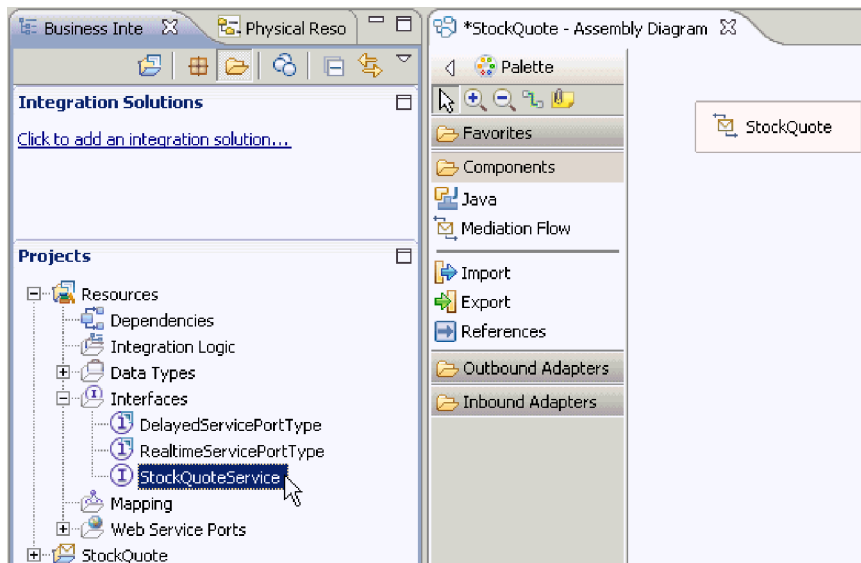 Business Inte
Physical Reso
Integration Solutions
Click to add an integration solution...
Projects
Resources
Dependencies
Integration Logic
Data Types
Interfaces
DelayedServicePortType
RealtimeServicePortType
StockQuoteService
Mapping
Web Service Ports
StockQuote
*StockQuote - Assembly Diagram
Palette
Favorites
Components
Java
Mediation Flow
Import
Export
References
Outbound Adapters
Inbound Adapters
StockQuote